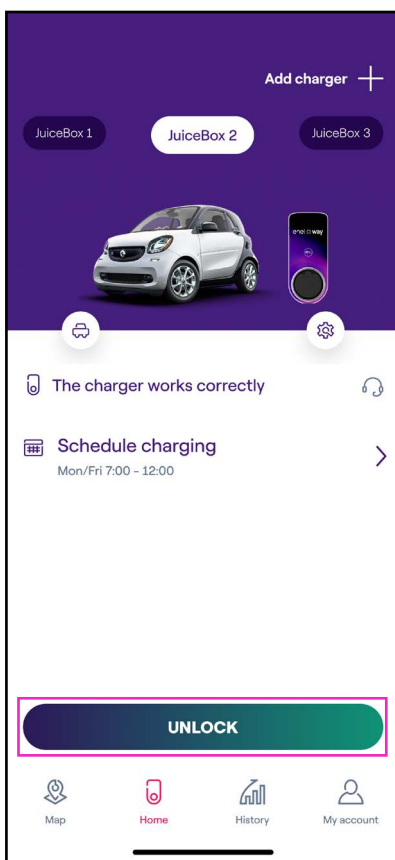 Add charger
JuiceBox 1
JuiceBox 2
JuiceBox 3
enel x way
The charger works correctly
Schedule charging
Mon/Fri 7:00 - 12:00
UNLOCK
Map
Home
History
My account